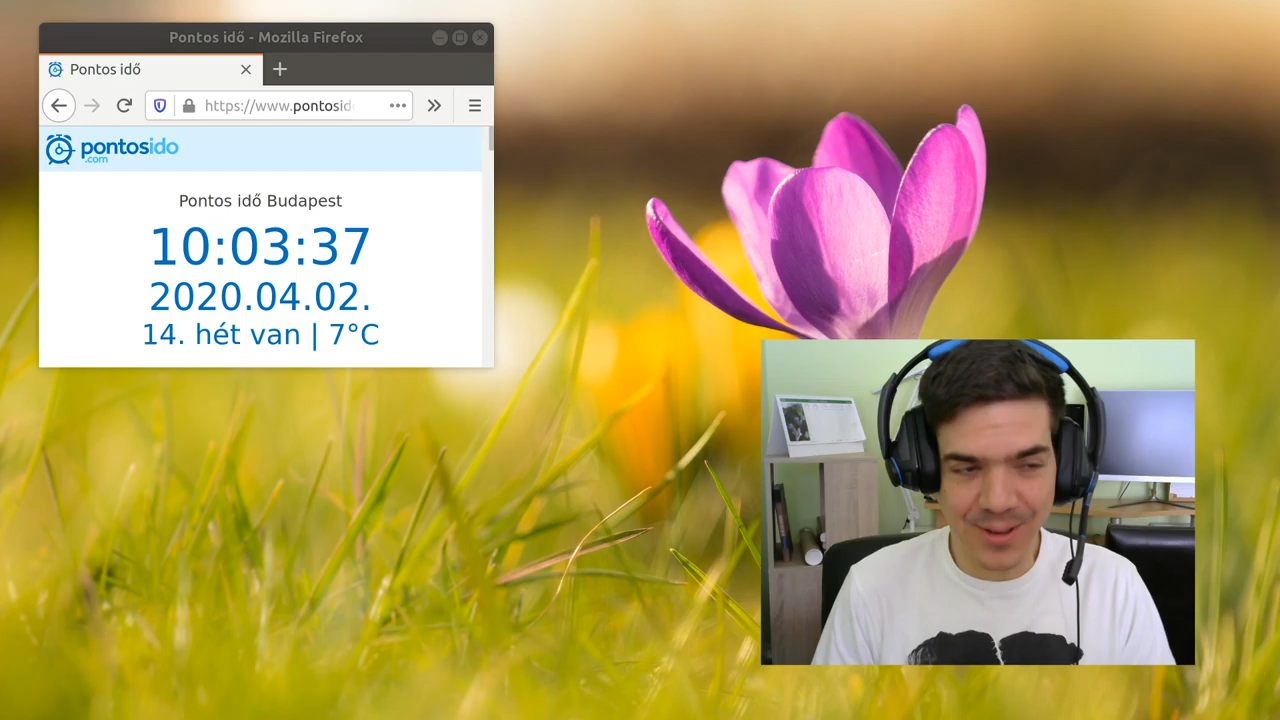 Pontos idő - Mozilla Firefox
Pontos idő
https://www.pontosid
pontosido
.com
Pontos idő Budapest
10:03:37
2020.04.02.
14. hét van | 7°C